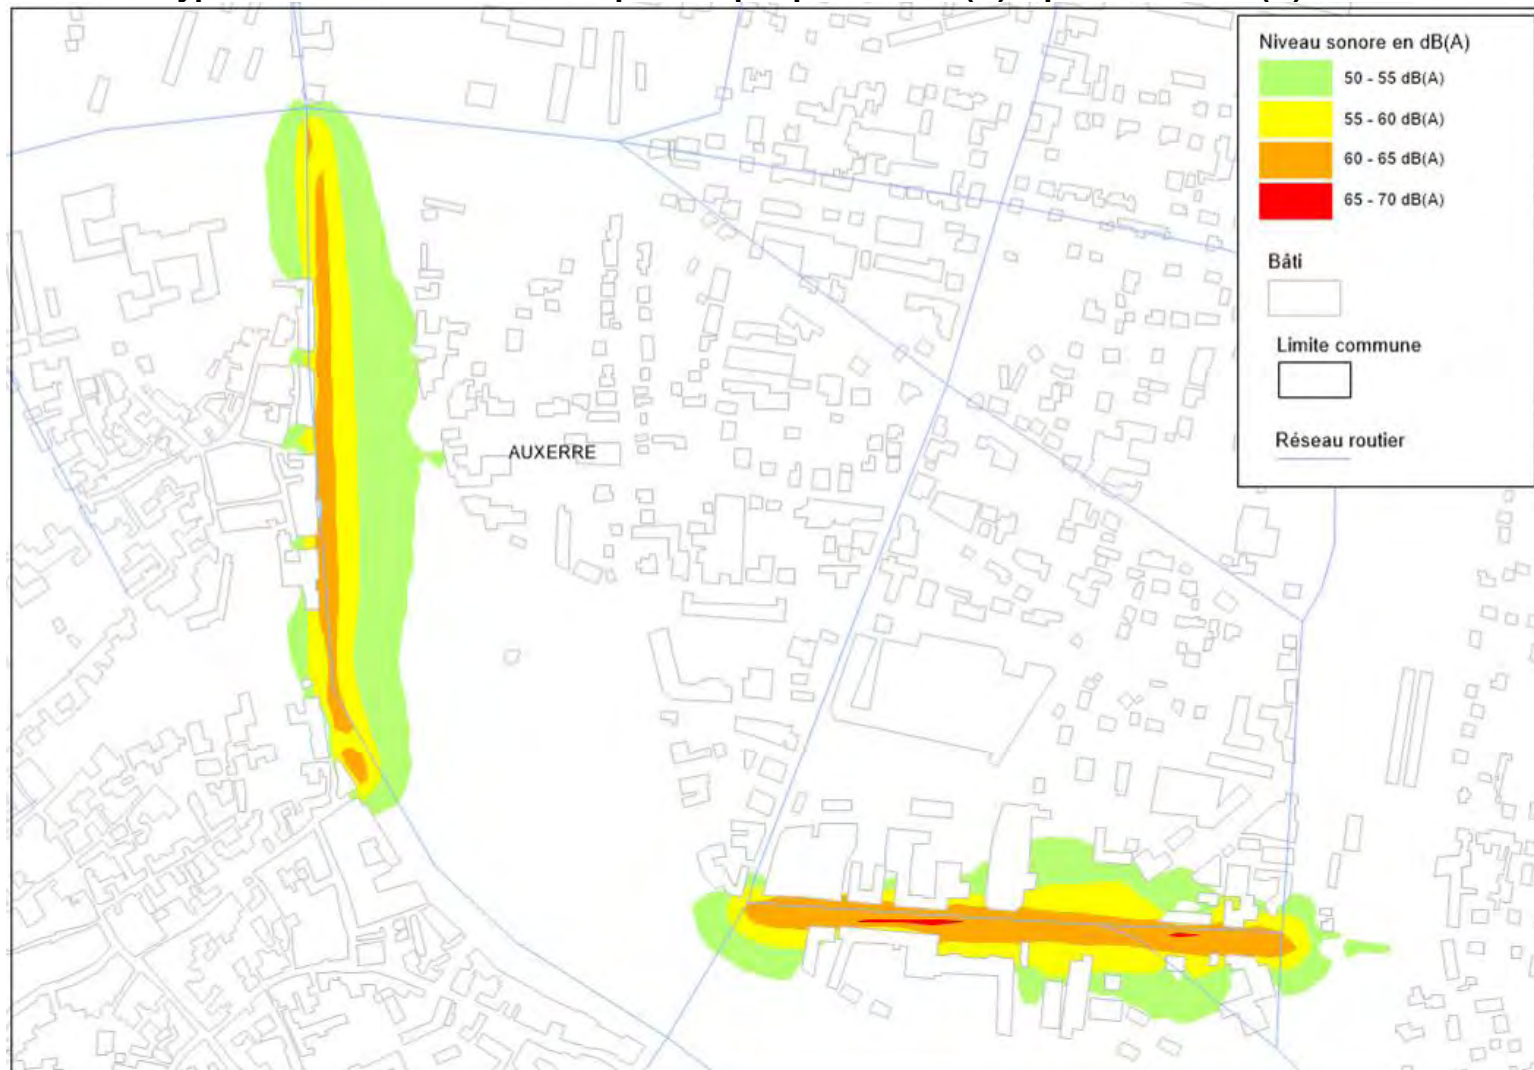 Niveau sonore en dB(A)
50 - 55 dB(A)
55 - 60 dB(A)
60 - 65 dB(A)
65 - 70 dB(A)
Bâti
Limite commune
Réseau routier
AUXERRE